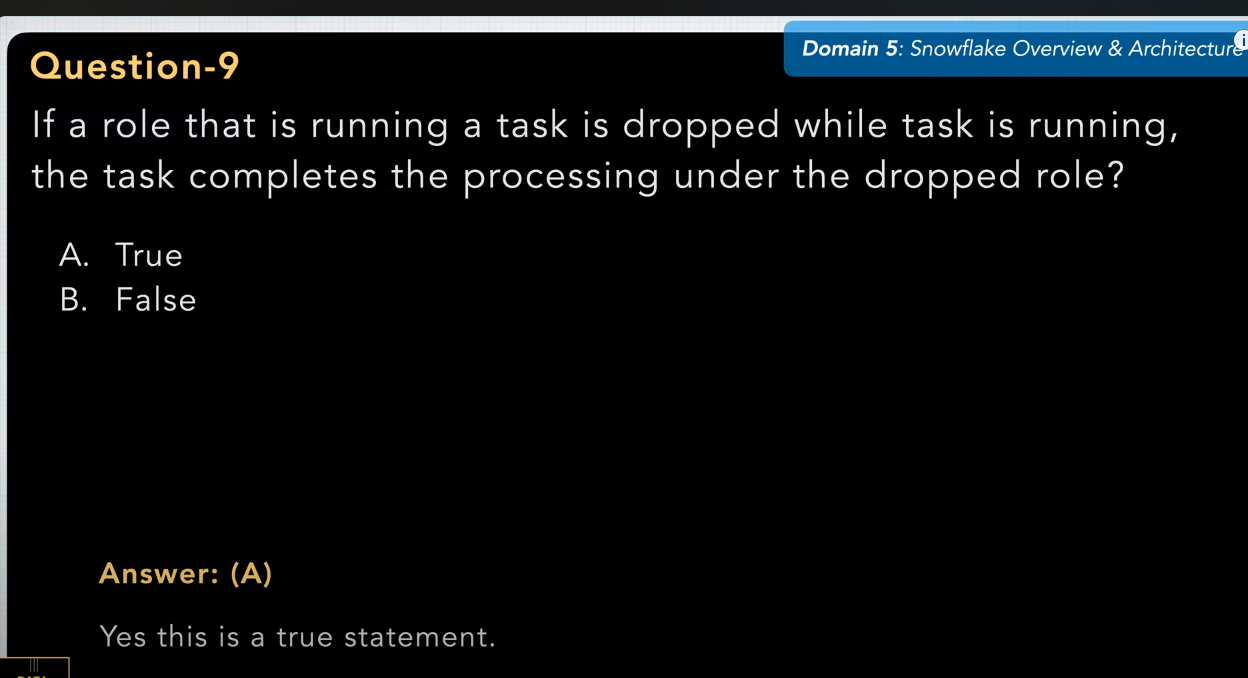 Domain 5: Snowflake Overview & Architecture
Question-9
If a role that is running a task is dropped while task is running,
the task completes the processing under the dropped role?
A. True
B. False
Answer: (A)
Yes this is a true statement.